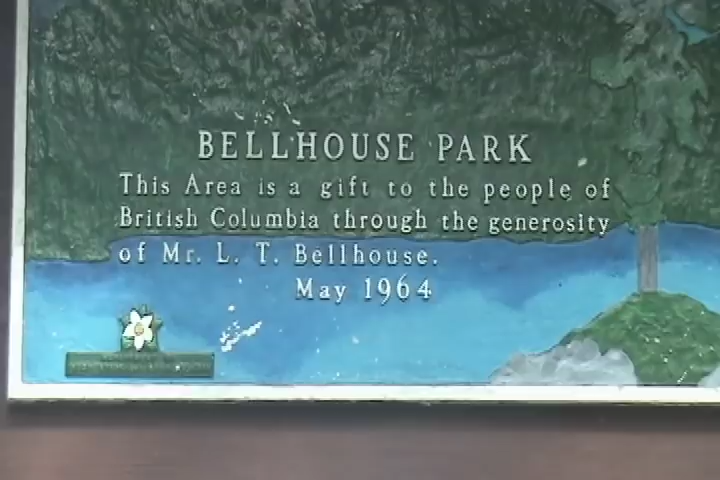 BELLHOUSE PARK
This Area is a gift to the people of
British Columbia through the generosity
of Mr. L. T. Bellhouse.
May 1964